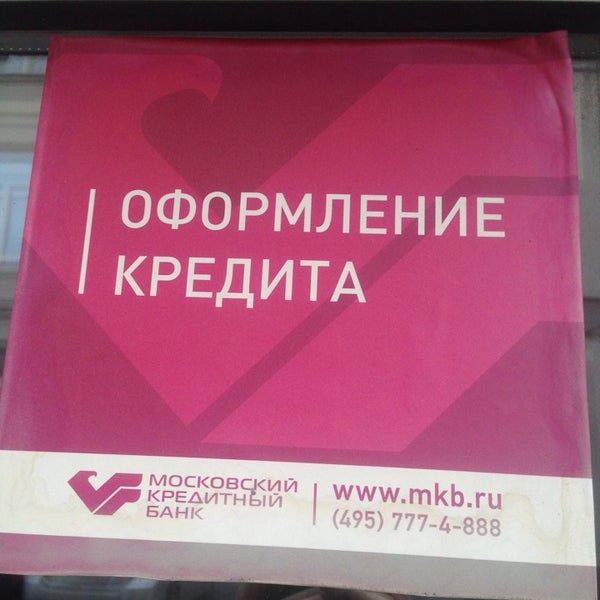 ОФОРМЛЕНИЕ
КРЕДИТА
МОСКОВСКИЙ
КРЕДИТНЫЙ
БАНК
www.mkb.ru
(495) 777-4-888